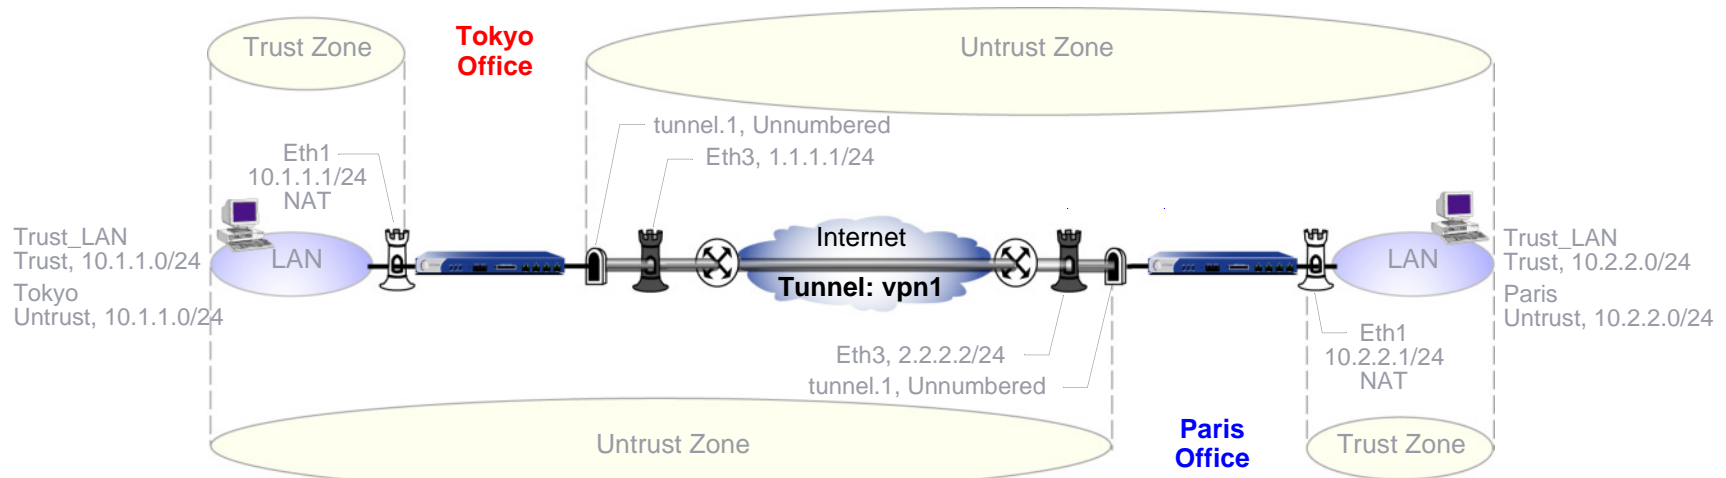 Trust Zone
Tokyo
Office
Untrust Zone
tunnel.1, Unnumbered
Eth3, 1.1.1.1/24
Eth1
10.1.1.1/24
NAT
Trust_LAN
Trust, 10.1.1.0/24
Tokyo
Untrust, 10.1.1.0/24
LAN
Internet
Tunnel: vpn1
LAN
Trust_LAN
Trust, 10.2.2.0/24
Paris
Untrust, 10.2.2.0/24
Eth3, 2.2.2.2/24
tunnel.1, Unnumbered
Eth1
10.2.2.1/24
NAT
Untrust Zone
Paris
Office
Trust Zone